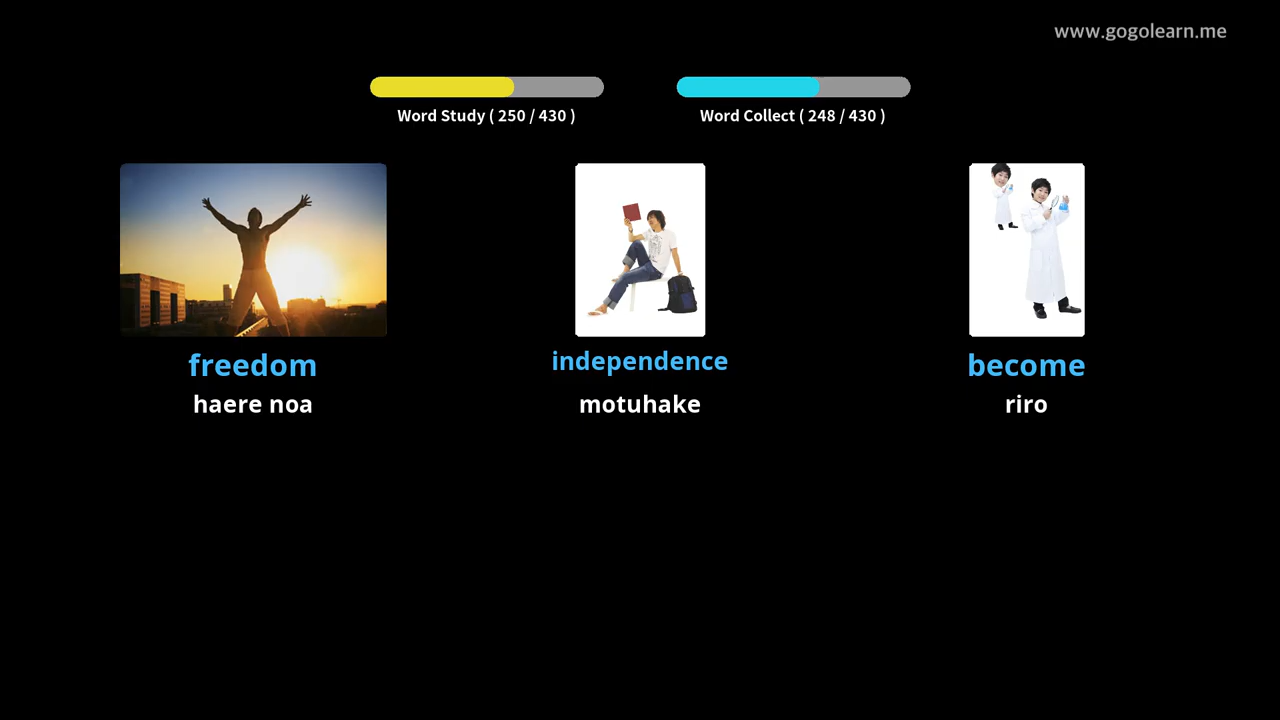 www.gogolearn.me
Word Study ( 250 / 430 )
Word Collect ( 248 / 430 )
freedom
independence
become
haere noa
motuhake
riro